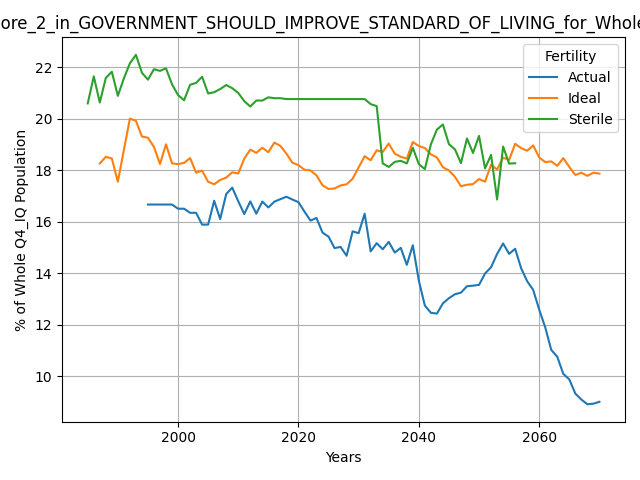 ore_2_in_GOVERNMENT_SHOULD_IMPROVE_STANDARD_OF_LIVING_for_Whole
Fertility
Actual
Ideal
Sterile
% of Whole Q4_IQ Population
22
20
18
16
14
12
10
2000
2020
2040
2060
Years